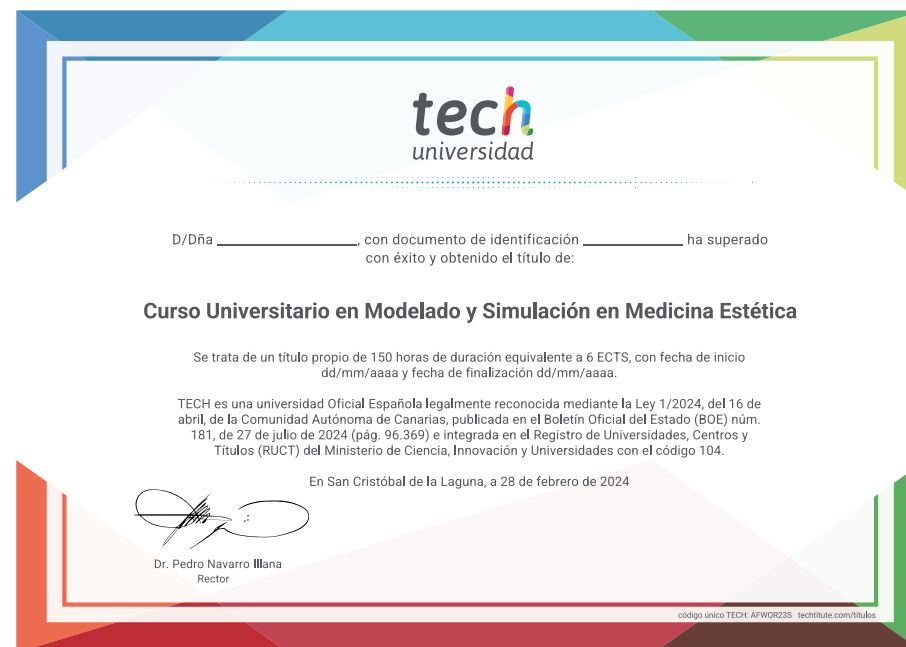 tech
universidad
D/Dña ____________________, con documento de identificación ______________ ha superado
con éxito y obtenido el título de:
Curso Universitario en Modelado y Simulación en Medicina Estética
Se trata de un título propio de 150 horas de duración equivalente a 6 ECTS, con fecha de inicio
dd/mm/aaaa y fecha de finalización dd/mm/aaaa.
TECH es una universidad Oficial Española legalmente reconocida mediante la Ley 1/2024, del 16 de
abril, de la Comunidad Autónoma de Canarias, publicada en el Boletín Oficial del Estado (BOE) núm.
181, de 27 de julio de 2024 (pág. 96.369) e integrada en el Registro de Universidades, Centros y
Títulos (RUCT) del Ministerio de Ciencia, Innovación y Universidades con el código 104.
En San Cristóbal de la Laguna, a 28 de febrero de 2024
Dr. Pedro Navarro Illana
Rector
código único TECH: AFWOR23S techtitute.com/titulos